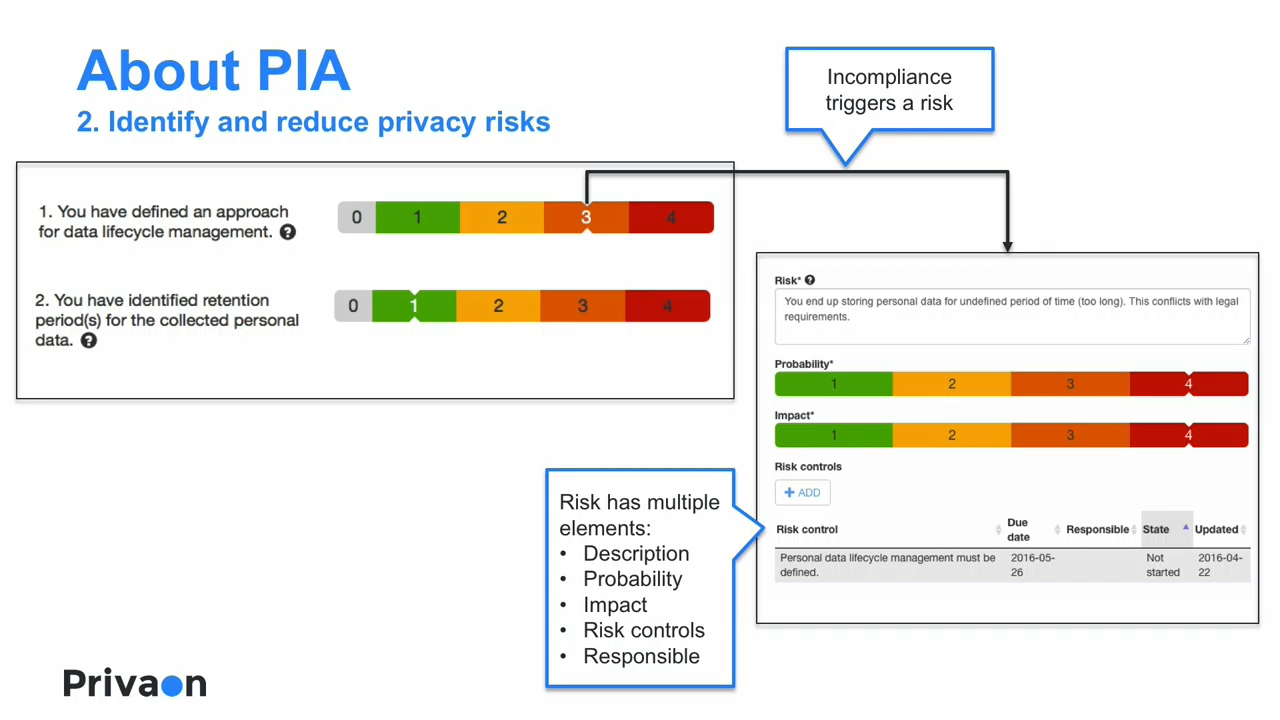 About PIA
2. Identify and reduce privacy risks
Incompliance
triggers a risk
1. You have defined an approach
for data lifecycle management. ?
0 1 2 3 4
2. You have identified retention
period(s) for the collected personal
data. ?
0 1 2 3 4
Risk* ?
You end up storing personal data for undefined period of time (too long). This conflicts with legal
requirements.
Probability*
1 2 3 4
Impact*
1 2 3 4
Risk controls
+ ADD
Risk control Due date Responsible State Updated
Personal data lifecycle management must be 2016-05- Not 2016-04-
defined. 26 started 22
Risk has multiple
elements:
• Description
• Probability
• Impact
• Risk controls
• Responsible
Privaon